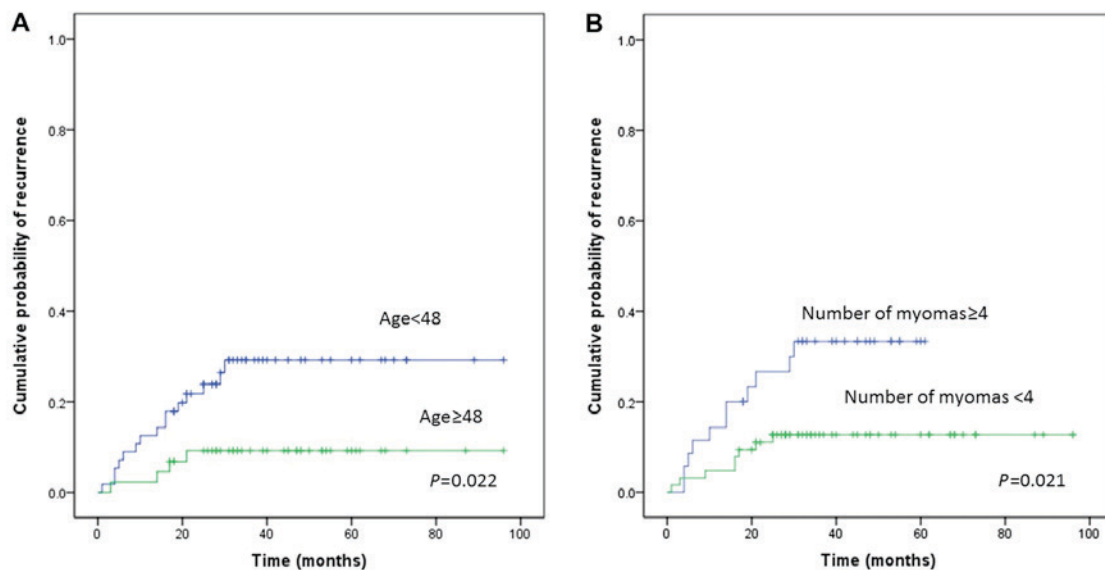 A
Cumulative probability of recurrence
1.0
0.8
0.6
0.4
0.2
0.0
Age<48
Age≥48
P=0.022
0 20 40 60 80 100
Time (months)
B
Cumulative probability of recurrence
1.0
0.8
0.6
0.4
0.2
0.0
Number of myomas≥4
Number of myomas <4
P=0.021
0 20 40 60 80 100
Time (months)